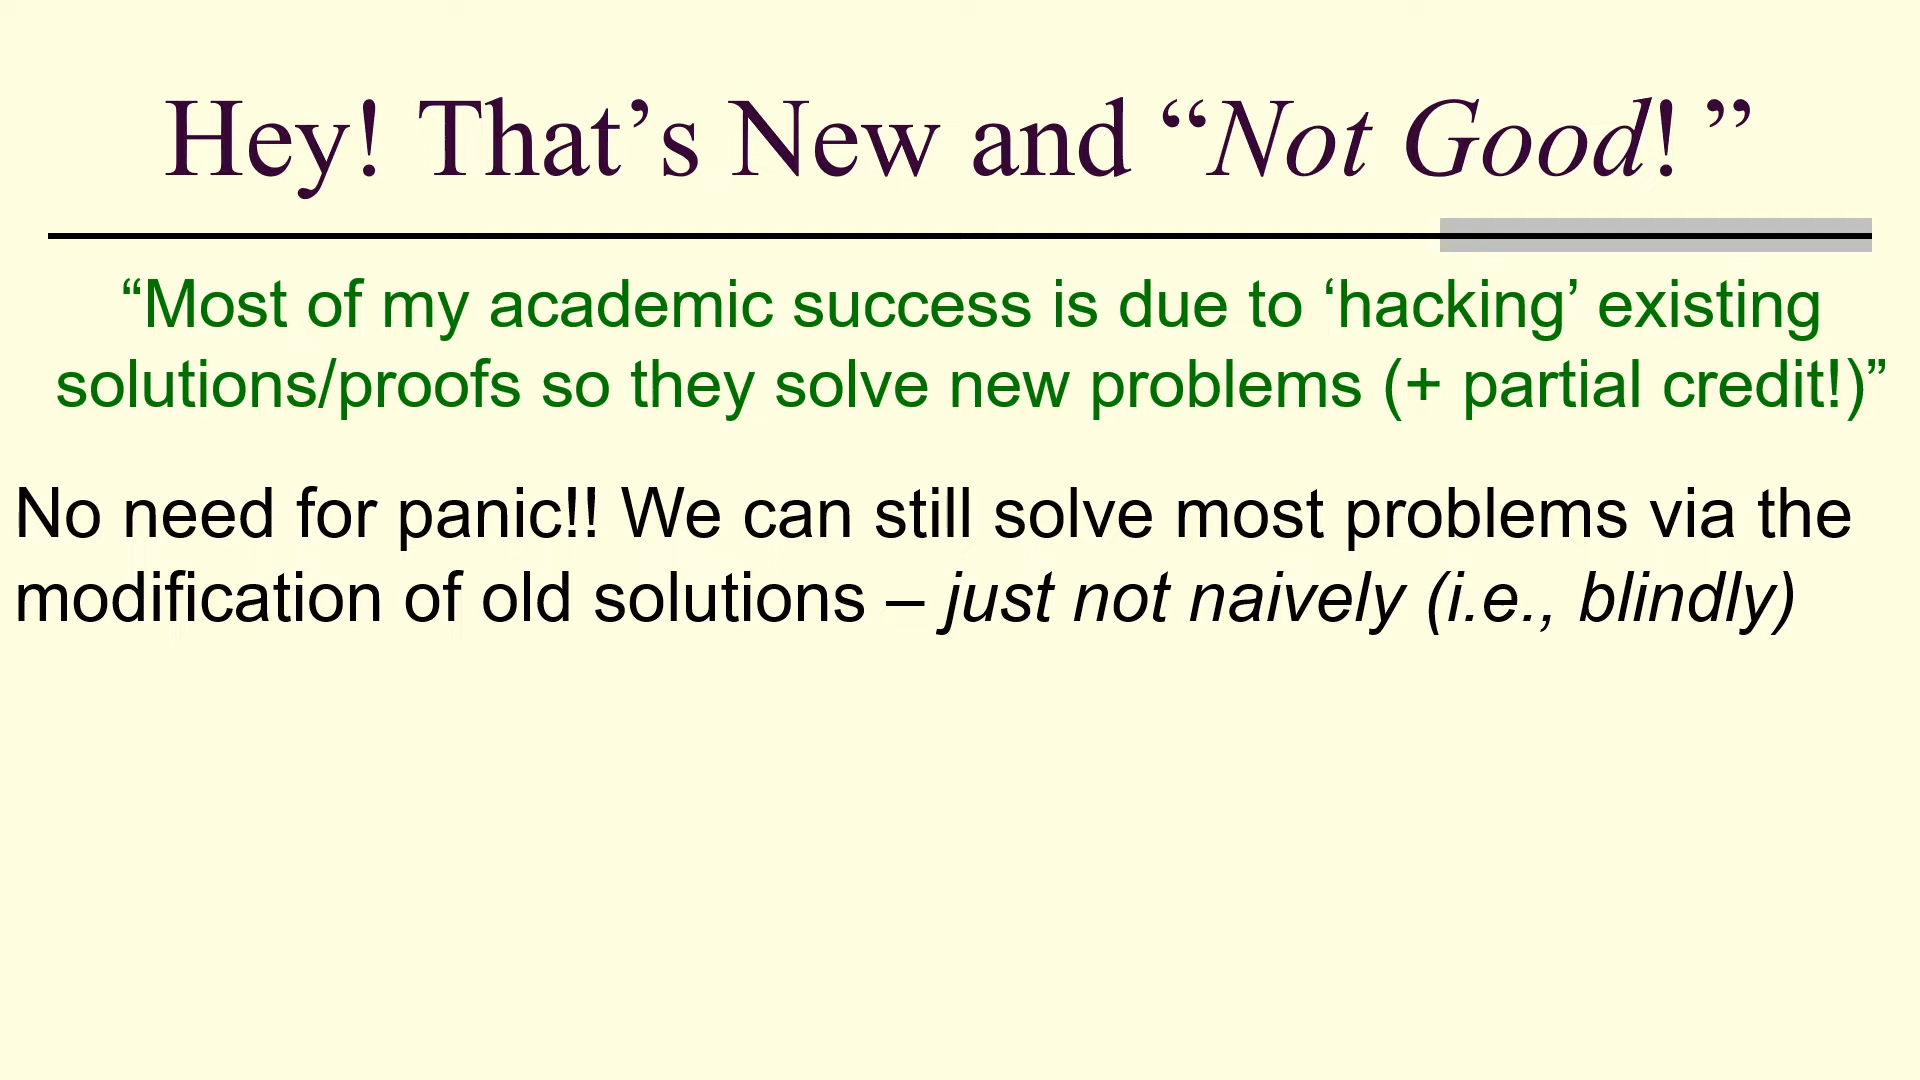 Hey! That’s New and “Not Good! ”
“Most of my academic success is due to ‘hacking’ existing
solutions/proofs so they solve new problems (+ partial credit!)”
No need for panic!! We can still solve most problems via the
modification of old solutions – just not naively (i.e., blindly)